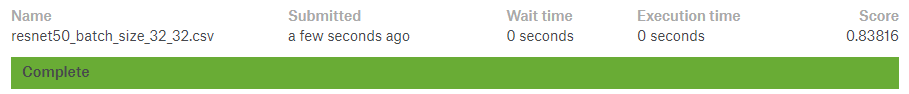 Name Submitted Wait time Execution time Score
resnet50_batch_size_32_32.csv a few seconds ago 0 seconds 0 seconds 0.83816
Complete